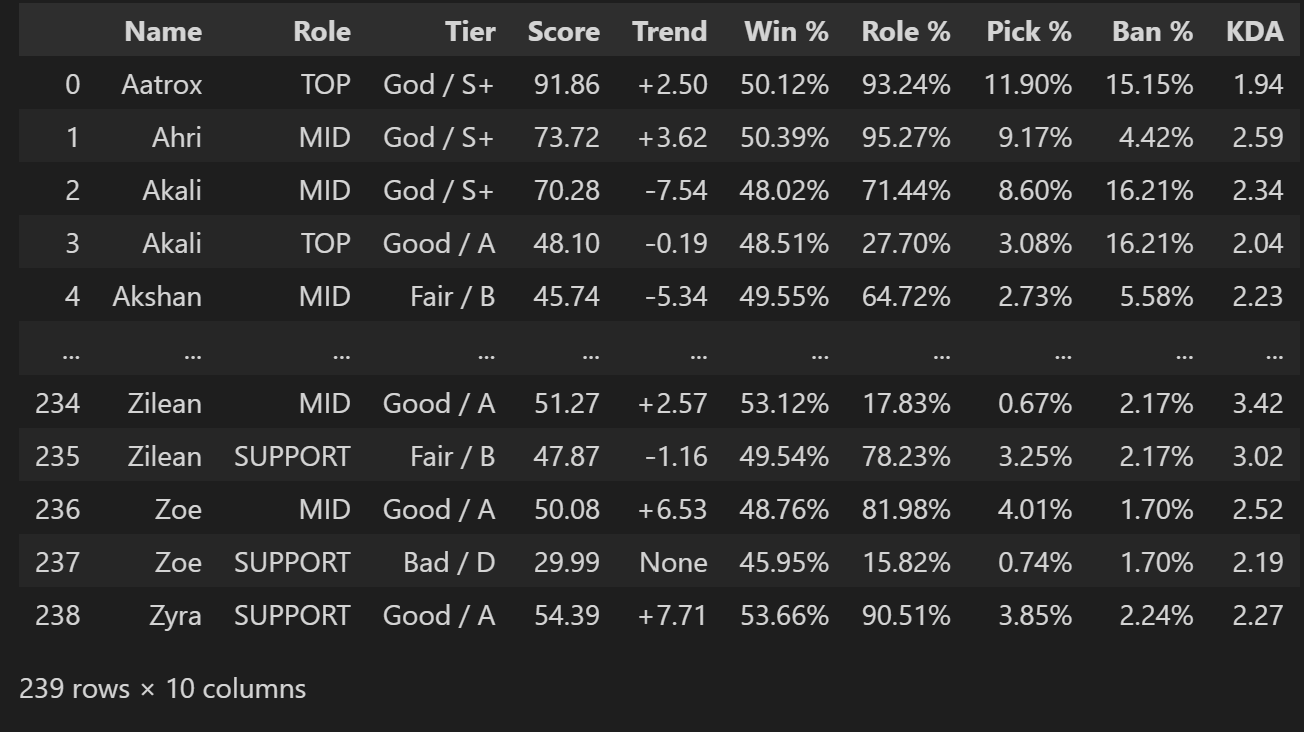 Name Role Tier Score Trend Win % Role % Pick % Ban % KDA
0 Aatrox TOP God / S+ 91.86 +2.50 50.12% 93.24% 11.90% 15.15% 1.94
1 Ahri MID God / S+ 73.72 +3.62 50.39% 95.27% 9.17% 4.42% 2.59
2 Akali MID God / S+ 70.28 -7.54 48.02% 71.44% 8.60% 16.21% 2.34
3 Akali TOP Good / A 48.10 -0.19 48.51% 27.70% 3.08% 16.21% 2.04
4 Akshan MID Fair / B 45.74 -5.34 49.55% 64.72% 2.73% 5.58% 2.23
... ... ... ... ... ... ... ... ... ... ...
234 Zilean MID Good / A 51.27 +2.57 53.12% 17.83% 0.67% 2.17% 3.42
235 Zilean SUPPORT Fair / B 47.87 -1.16 49.54% 78.23% 3.25% 2.17% 3.02
236 Zoe MID Good / A 50.08 +6.53 48.76% 81.98% 4.01% 1.70% 2.52
237 Zoe SUPPORT Bad / D 29.99 None 45.95% 15.82% 0.74% 1.70% 2.19
238 Zyra SUPPORT Good / A 54.39 +7.71 53.66% 90.51% 3.85% 2.24% 2.27
239 rows × 10 columns